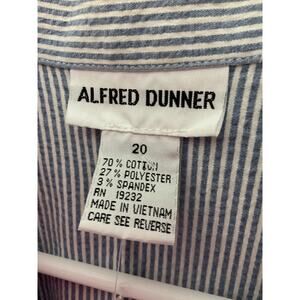 ALFRED DUNNER
20
70% COTTON
27% POLYESTER
3% SPANDEX
RN 19232
MADE IN VIETNAM
CARE SEE REVERSE